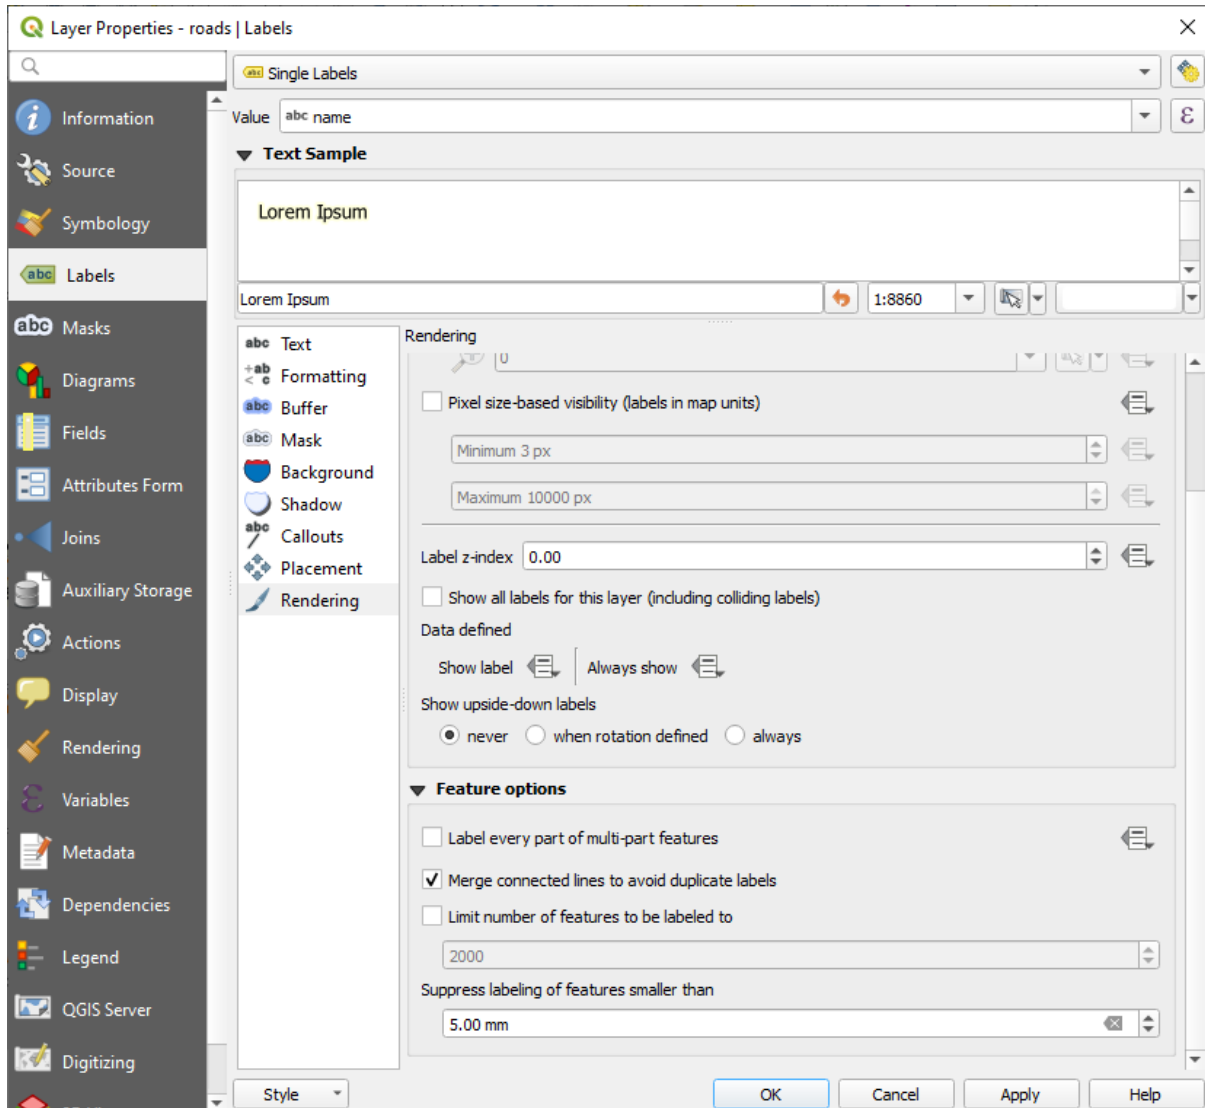 Layer Properties - roads | Labels
Single Labels
Information
Value abc name ε
Text Sample
Source
Lorem Ipsum
Symbology
abc Labels
Lorem Ipsum 1:8860
abc Masks
abc Text
Rendering
0
+ab < c Formatting
Diagrams
abc Buffer
Pixel size-based visibility (labels in map units)
Fields
abc Mask
Minimum 3 px
Background
Attributes Form
Shadow
Maximum 10000 px
Joins
abc Callouts
Label z-index 0.00
Placement
Auxiliary Storage
Rendering
Show all labels for this layer (including colliding labels)
Actions
Data defined
Show label Always show
Display
Show upside-down labels
never when rotation defined always
Rendering
Feature options
ε Variables
Label every part of multi-part features
Metadata
Merge connected lines to avoid duplicate labels
Dependencies
Limit number of features to be labeled to
Legend
2000
Suppress labeling of features smaller than
QGIS Server
5.00 mm
Digitizing
Style OK Cancel Apply Help